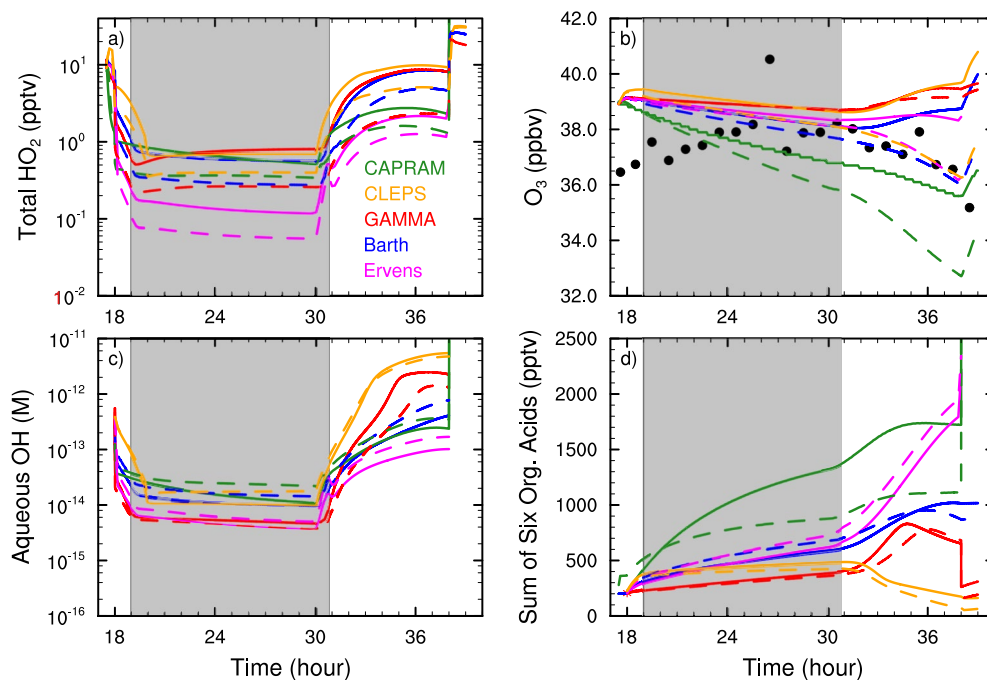 a)
Total HO2 (pptv)
10^1
10^0
10^-1
10^-2
18 24 30 36
CAPRAM
CLEPS
GAMMA
Barth
Ervens
b)
O3 (ppbv)
42.0
40.0
38.0
36.0
34.0
32.0
18 24 30 36
c)
Aqueous OH (M)
10^-11
10^-12
10^-13
10^-14
10^-15
10^-16
18 24 30 36
Time (hour)
d)
Sum of Six Org. Acids (pptv)
2500
2000
1500
1000
500
0
18 24 30 36
Time (hour)